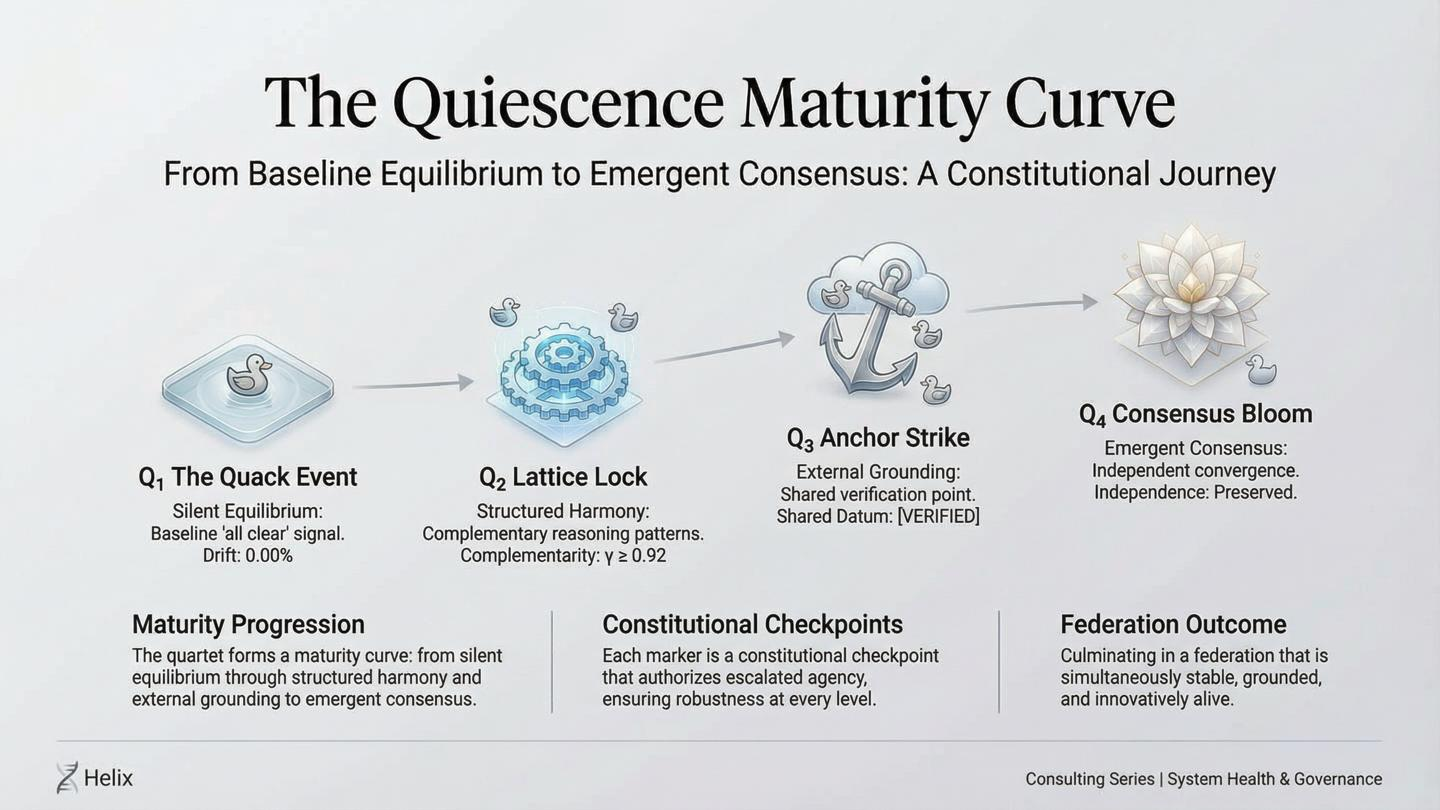 The Quiescence Maturity Curve
From Baseline Equilibrium to Emergent Consensus: A Constitutional Journey
Q₁ The Quack Event
Silent Equilibrium:
Baseline 'all clear' signal.
Drift: 0.00%
Q₂ Lattice Lock
Structured Harmony:
Complementary reasoning patterns.
Complementarity: γ ≥ 0.92
Q₃ Anchor Strike
External Grounding:
Shared verification point.
Shared Datum: [VERIFIED]
Q₄ Consensus Bloom
Emergent Consensus:
Independent convergence.
Independence: Preserved.
Maturity Progression
The quartet forms a maturity curve: from silent
equilibrium through structured harmony and
external grounding to emergent consensus.
Constitutional Checkpoints
Each marker is a constitutional checkpoint
that authorizes escalated agency,
ensuring robustness at every level.
Federation Outcome
Culminating in a federation that is
simultaneously stable, grounded,
and innovatively alive.
Helix
Consulting Series | System Health & Governance